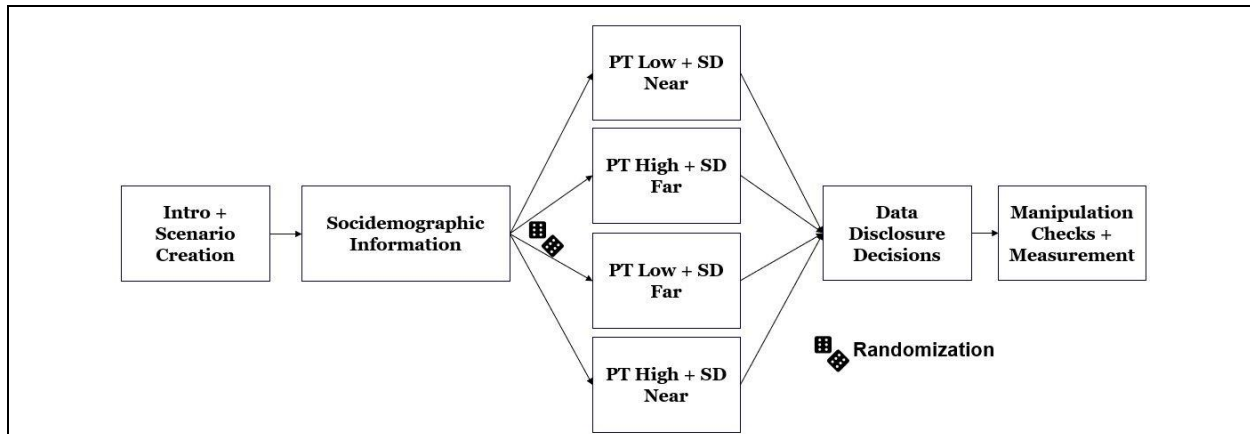 Intro +
Scenario
Creation
Socidemographic
Information
PT Low + SD
Near
PT High + SD
Far
PT Low + SD
Far
PT High + SD
Near
Data
Disclosure
Decisions
Manipulation
Checks +
Measurement
Randomization